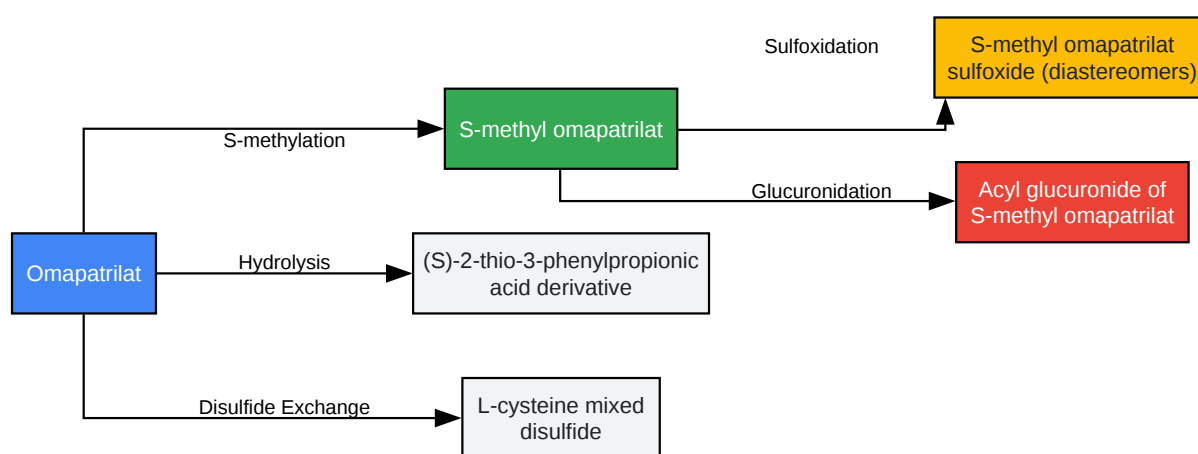 Sulfoxidation
S-methyl omapatrilat
sulfoxide (diastereomers)
S-methylation
S-methyl omapatrilat
Glucuronidation
Acyl glucuronide of
S-methyl omapatrilat
Omapatrilat
Hydrolysis
(S)-2-thio-3-phenylpropionic
acid derivative
Disulfide Exchange
L-cysteine mixed
disulfide